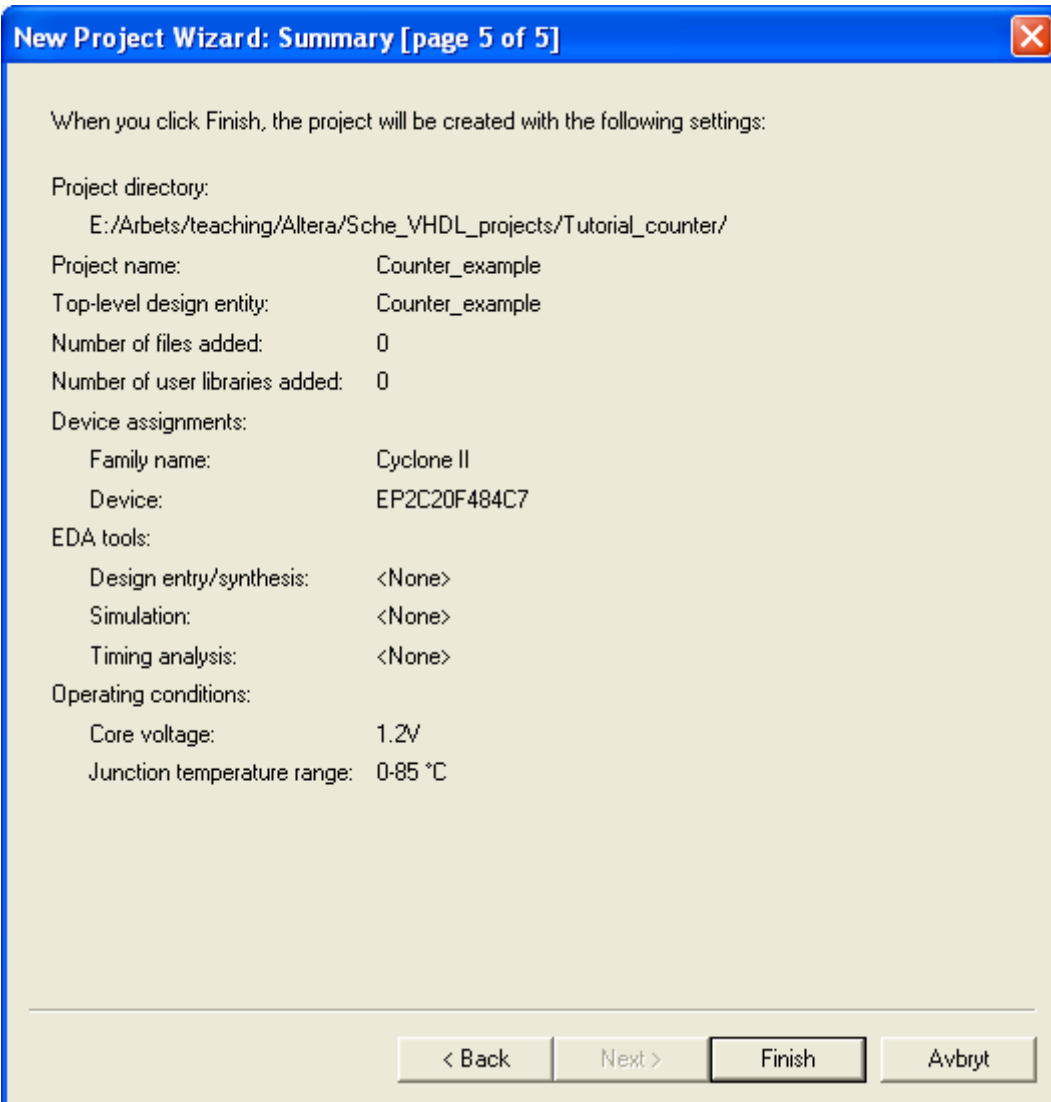 New Project Wizard: Summary [page 5 of 5]
When you click Finish, the project will be created with the following settings:
Project directory:
E:/Arbets/teaching/Altera/Sche_VHDL_projects/Tutorial_counter/
Project name: Counter_example
Top-level design entity: Counter_example
Number of files added: 0
Number of user libraries added: 0
Device assignments:
Family name: Cyclone II
Device: EP2C20F484C7
EDA tools:
Design entry/synthesis: <None>
Simulation: <None>
Timing analysis: <None>
Operating conditions:
Core voltage: 1.2V
Junction temperature range: 0-85 °C
< Back Next > Finish Avbryt